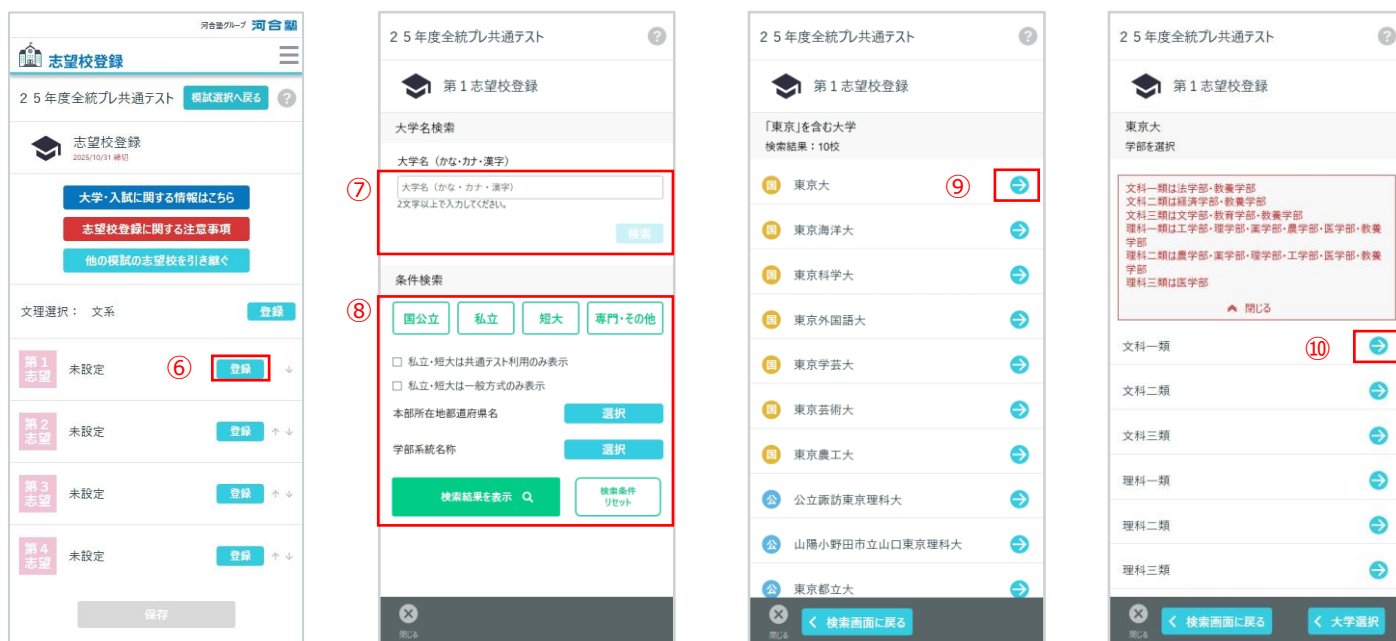 河合塾グループ 河合塾
志望校登録
２５年度全統プレ共通テスト 模試選択へ戻る ?
志望校登録
2025/10/31 締切
大学・入試に関する情報はこちら
志望校登録に関する注意事項
他の模試の志望校を引き継ぐ
文理選択： 文系 登録
第1
志望 未設定 ⑥ 登録 ↓
第2
志望 未設定 登録 ↑ ↓
第3
志望 未設定 登録 ↑ ↓
第4
志望 未設定 登録 ↑ ↓
保存
２５年度全統プレ共通テスト ?
第１志望校登録
大学名検索
大学名（かな・カナ・漢字）
⑦ 大学名（かな・カナ・漢字）
2文字以上で入力してください。
検索
条件検索
⑧ 国公立 私立 短大 専門・その他
私立・短大は共通テスト利用のみ表示
私立・短大は一般方式のみ表示
本部所在地都道府県名 選択
学部系統名称 選択
検索結果を表示 検索条件
リセット
閉じる
２５年度全統プレ共通テスト ?
第１志望校登録
「東京」を含む大学
検索結果：10校
国 東京大 ⑨
国 東京海洋大
国 東京科学大
国 東京外国語大
国 東京学芸大
国 東京芸術大
国 東京農工大
公 公立諏訪東京理科大
公 山陽小野田市立山口東京理科大
公 東京都立大
閉じる 検索画面に戻る
２５年度全統プレ共通テスト ?
第１志望校登録
東京大
学部を選択
文科一類は法学部・教養学部
文科二類は経済学部・教養学部
文科三類は文学部・教育学部・教養学部
理科一類は工学部・理学部・薬学部・農学部・医学部・教養
学部
理科二類は農学部・薬学部・理学部・工学部・医学部・教養
学部
理科三類は医学部
閉じる
文科一類 ⑩
文科二類
文科三類
理科一類
理科二類
理科三類
閉じる 検索画面に戻る 大学選択